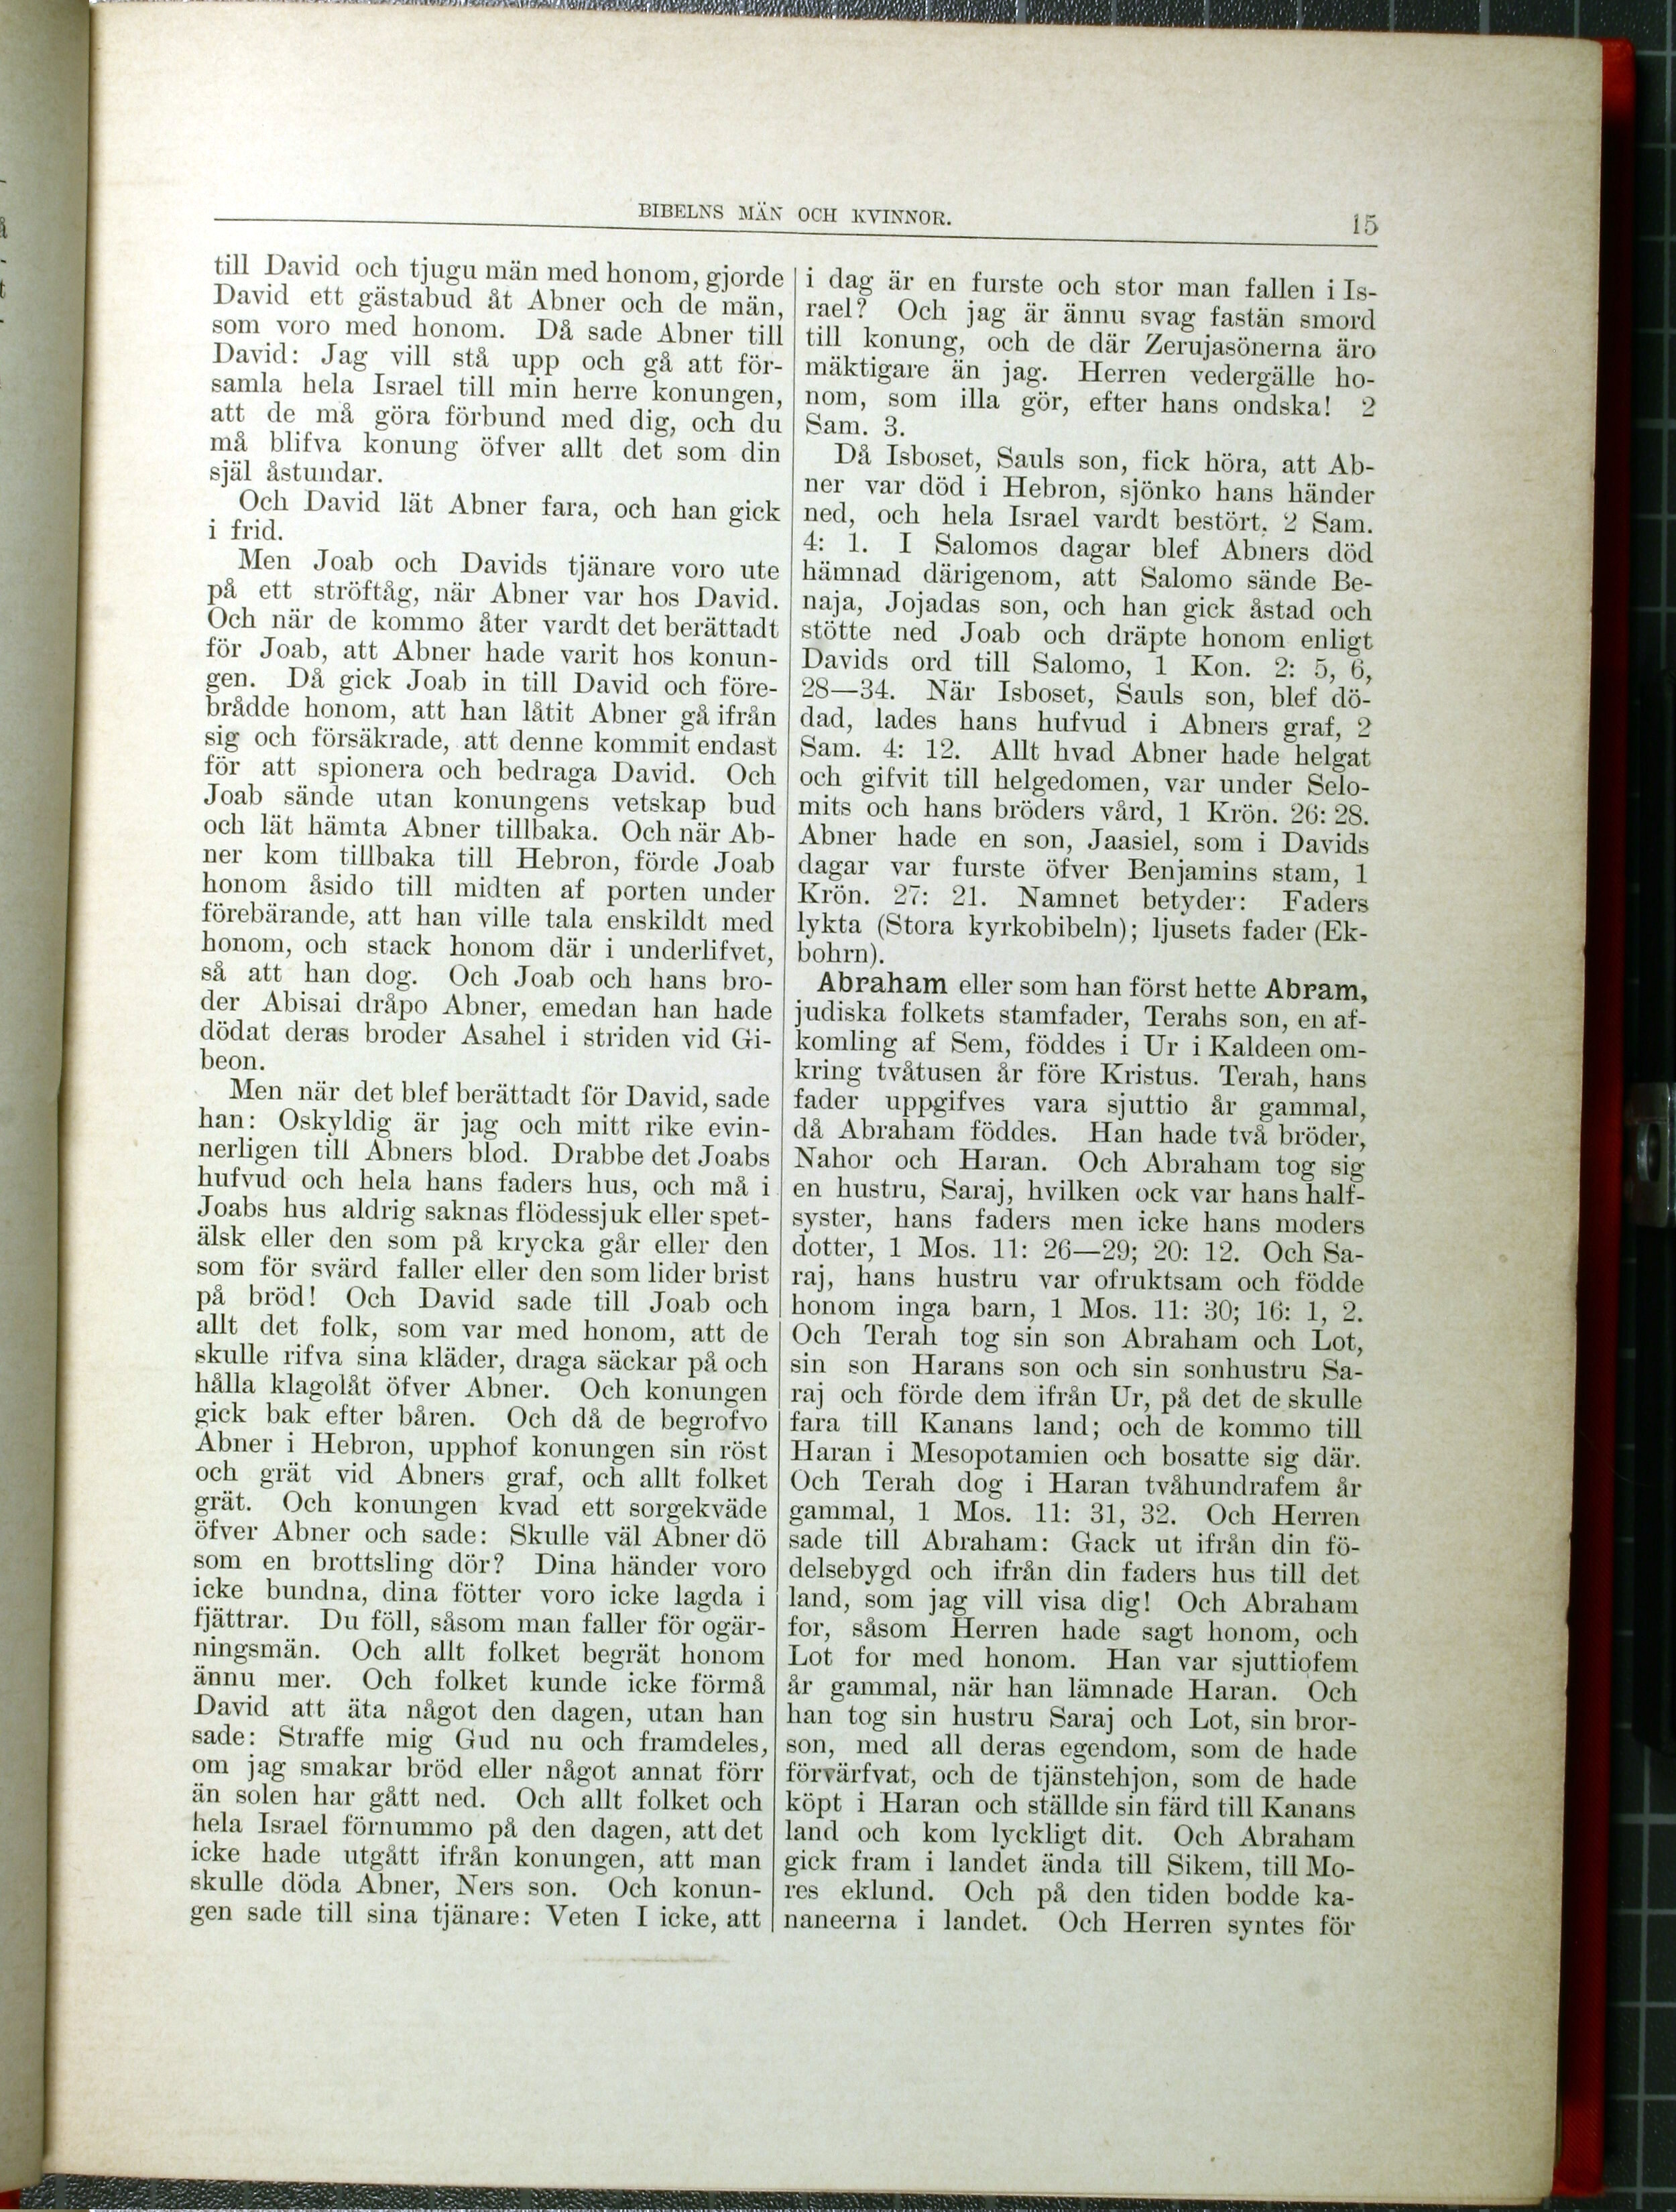 BIBELNS MÄN OCH KVINNOR.
15
till David och tjugu män med honom, gjorde
David ett gästabud åt Abner och de män,
som voro med honom. Då sade Abner till
David: Jag vill stå upp och gå att för-
samla hela Israel till min herre konungen,
att de må göra förbund med dig, och du
må blifva konung öfver allt det som din
själ åstundar.
Och David lät Abner fara, och han gick
i frid.
Men Joab och Davids tjänare voro ute
på ett ströftåg, när Abner var hos David.
Och när de kommo åter vardt det berättadt
för Joab, att Abner hade varit hos konun-
gen. Då gick Joab in till David och före-
brådde honom, att han låtit Abner gå ifrån
sig och försäkrade, att denne kommit endast
för att spionera och bedraga David. Och
Joab sände utan konungens vetskap bud
och lät hämta Abner tillbaka. Och när Ab-
ner kom tillbaka till Hebron, förde Joab
honom åsido till midten af porten under
förebärande, att han ville tala enskildt med
honom, och stack honom där i underlifvet,
så att han dog. Och Joab och hans bro-
der Abisai dråpo Abner, emedan han hade
dödat deras broder Asahel i striden vid Gi-
beon.
Men när det blef berättadt för David, sade
han: Oskyldig är jag och mitt rike evin-
nerligen till Abners blod. Drabbe det Joabs
hufvud och hela hans faders hus, och må i
Joabs hus aldrig saknas flödessjuk eller spet-
älsk eller den som på krycka går eller den
som för svärd faller eller den som lider brist
på bröd! Och David sade till Joab och
allt det folk, som var med honom, att de
skulle rifva sina kläder, draga säckar på och
hålla klagolåt öfver Abner. Och konungen
gick bak efter båren. Och då de begrofvo
Abner i Hebron, upphof konungen sin röst
och grät vid Abners graf, och allt folket
grät. Och konungen kvad ett sorgekväde
öfver Abner och sade: Skulle väl Abner dö
som en brottsling dör? Dina händer voro
icke bundna, dina fötter voro icke lagda i
fjättrar. Du föll, såsom man faller för ogär-
ningsmän. Och allt folket begrät honom
ännu mer. Och folket kunde icke förmå
David att äta något den dagen, utan han
sade: Straffe mig Gud nu och framdeles,
om jag smakar bröd eller något annat förr
än solen har gått ned. Och allt folket och
hela Israel förnummo på den dagen, att det
icke hade utgått ifrån konungen, att man
skulle döda Abner, Ners son. Och konun-
gen sade till sina tjänare: Veten I icke, att
i dag är en furste och stor man fallen i Is-
rael? Och jag är ännu svag fastän smord
till konung, och de där Zerujasönerna äro
mäktigare än jag. Herren vedergälle ho-
nom, som illa gör, efter hans ondska! 2
Sam. 3.
Då Isboset, Sauls son, fick höra, att Ab-
ner var död i Hebron, sjönko hans händer
ned, och hela Israel vardt bestört. 2 Sam.
4: 1. I Salomos dagar blef Abners död
hämnad därigenom, att Salomo sände Be-
naja, Jojadas son, och han gick åstad och
stötte ned Joab och dräpte honom enligt
Davids ord till Salomo, 1 Kon. 2: 5, 6,
28—34. När Isboset, Sauls son, blef dö-
dad, lades hans hufvud i Abners graf, 2
Sam. 4: 12. Allt hvad Abner hade helgat
och gifvit till helgedomen, var under Selo-
mits och hans bröders vård, 1 Krön. 26: 28.
Abner hade en son, Jaasiel, som i Davids
dagar var furste öfver Benjamins stam, 1
Krön. 27: 21. Namnet betyder: Faders
lykta (Stora kyrkobibeln); ljusets fader (Ek-
bohrn).
Abraham eller som han först hette Abram,
judiska folkets stamfader, Terahs son, en af-
komling af Sem, föddes i Ur i Kaldeen om-
kring tvåtusen år före Kristus. Terah, hans
fader uppgifves vara sjuttio år gammal,
då Abraham föddes. Han hade två bröder,
Nahor och Haran. Och Abraham tog sig
en hustru, Saraj, hvilken ock var hans half-
syster, hans faders men icke hans moders
dotter, 1 Mos. 11: 26—29; 20: 12. Och Sa-
raj, hans hustru var ofruktsam och födde
honom inga barn, 1 Mos. 11: 30; 16: 1, 2.
Och Terah tog sin son Abraham och Lot,
sin son Harans son och sin sonhustru Sa-
raj och förde dem ifrån Ur, på det de skulle
fara till Kanans land; och de kommo till
Haran i Mesopotamien och bosatte sig där.
Och Terah dog i Haran tvåhundrafem år
gammal, 1 Mos. 11: 31, 32. Och Herren
sade till Abraham: Gack ut ifrån din fö-
delsebygd och ifrån din faders hus till det
land, som jag vill visa dig! Och Abraham
for, såsom Herren hade sagt honom, och
Lot for med honom. Han var sjuttiofem
år gammal, när han lämnade Haran. Och
han tog sin hustru Saraj och Lot, sin bror-
son, med all deras egendom, som de hade
förvärfvat, och de tjänstehjon, som de hade
köpt i Haran och ställde sin färd till Kanans
land och kom lyckligt dit. Och Abraham
gick fram i landet ända till Sikem, till Mo-
res eklund. Och på den tiden bodde ka-
naneerna i landet. Och Herren syntes för